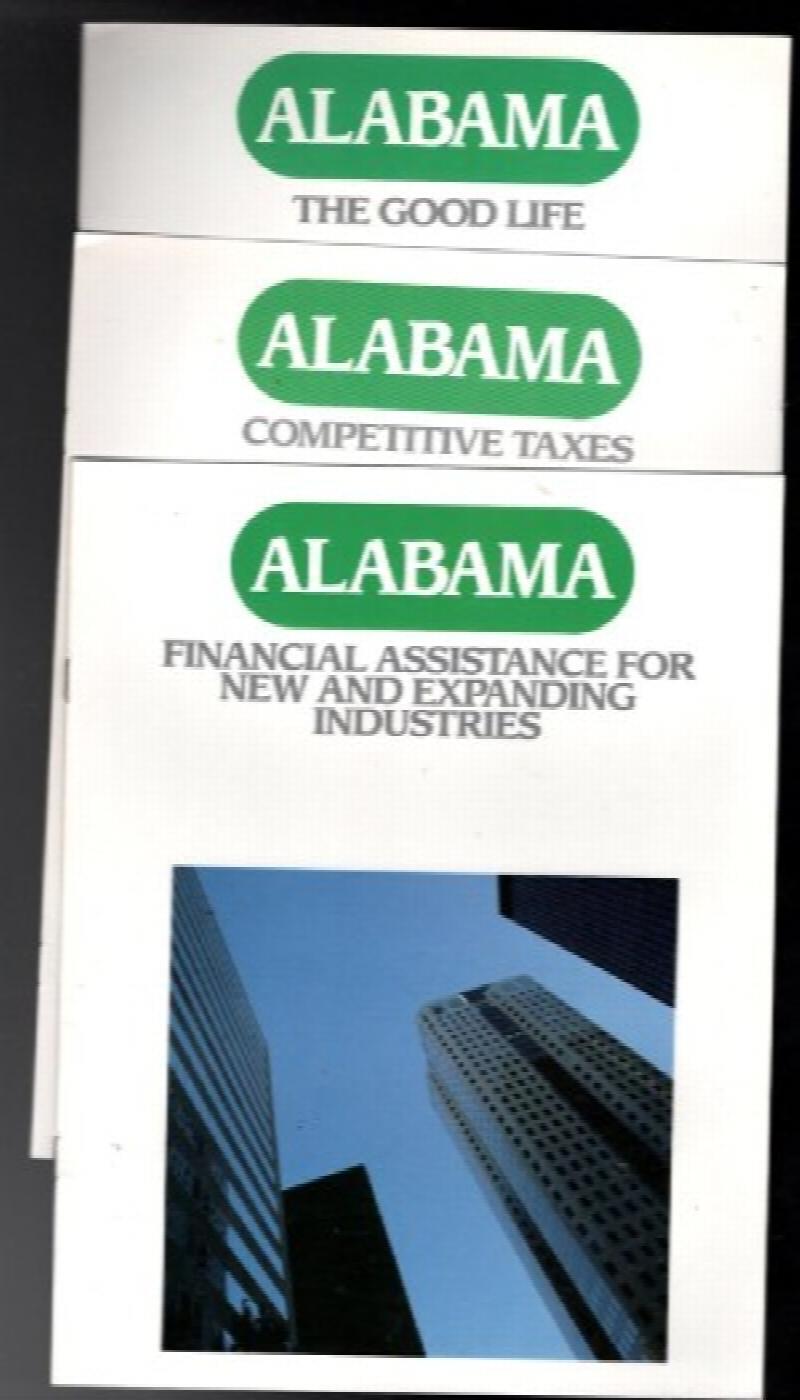 ALABAMA
THE GOOD LIFE
ALABAMA
COMPETITIVE TAXES
ALABAMA
FINANCIAL ASSISTANCE FOR
NEW AND EXPANDING
INDUSTRIES